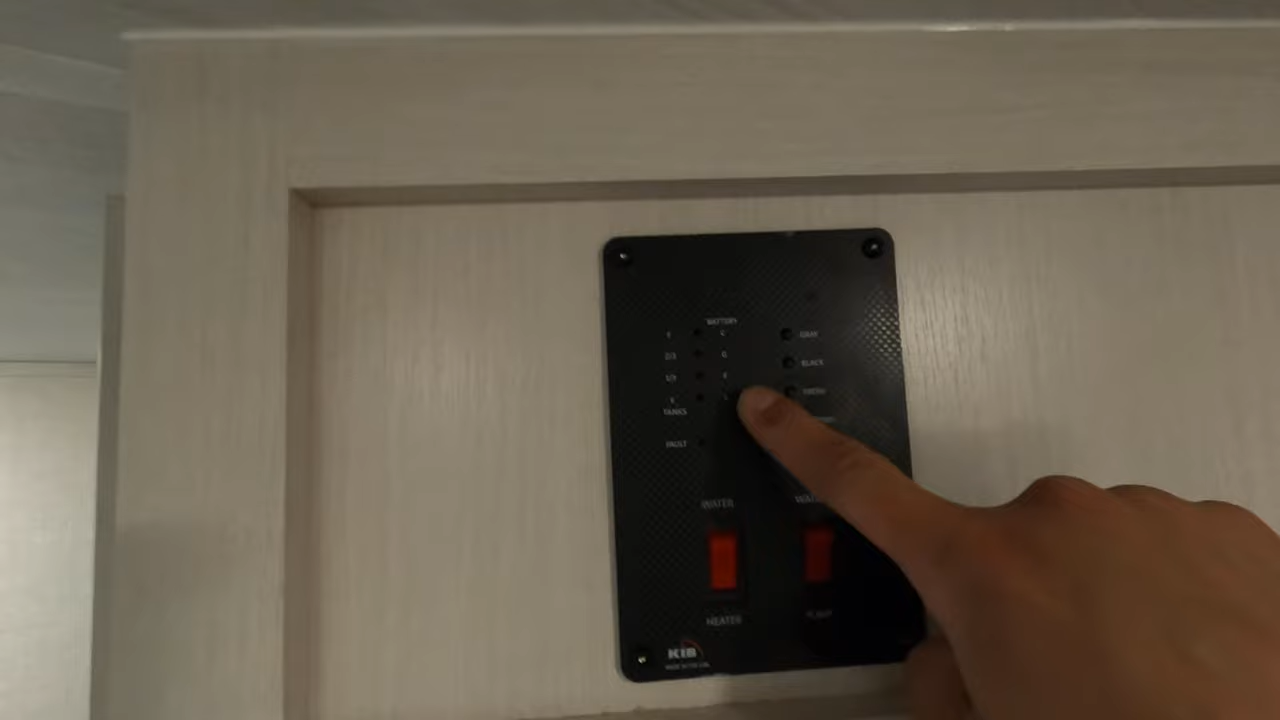 BATTERY
F C GRAY
2/3 G BLACK
1/3 F FRESH
E L
TANKS
FAULT
WATER
HEATER PUMP
KIB